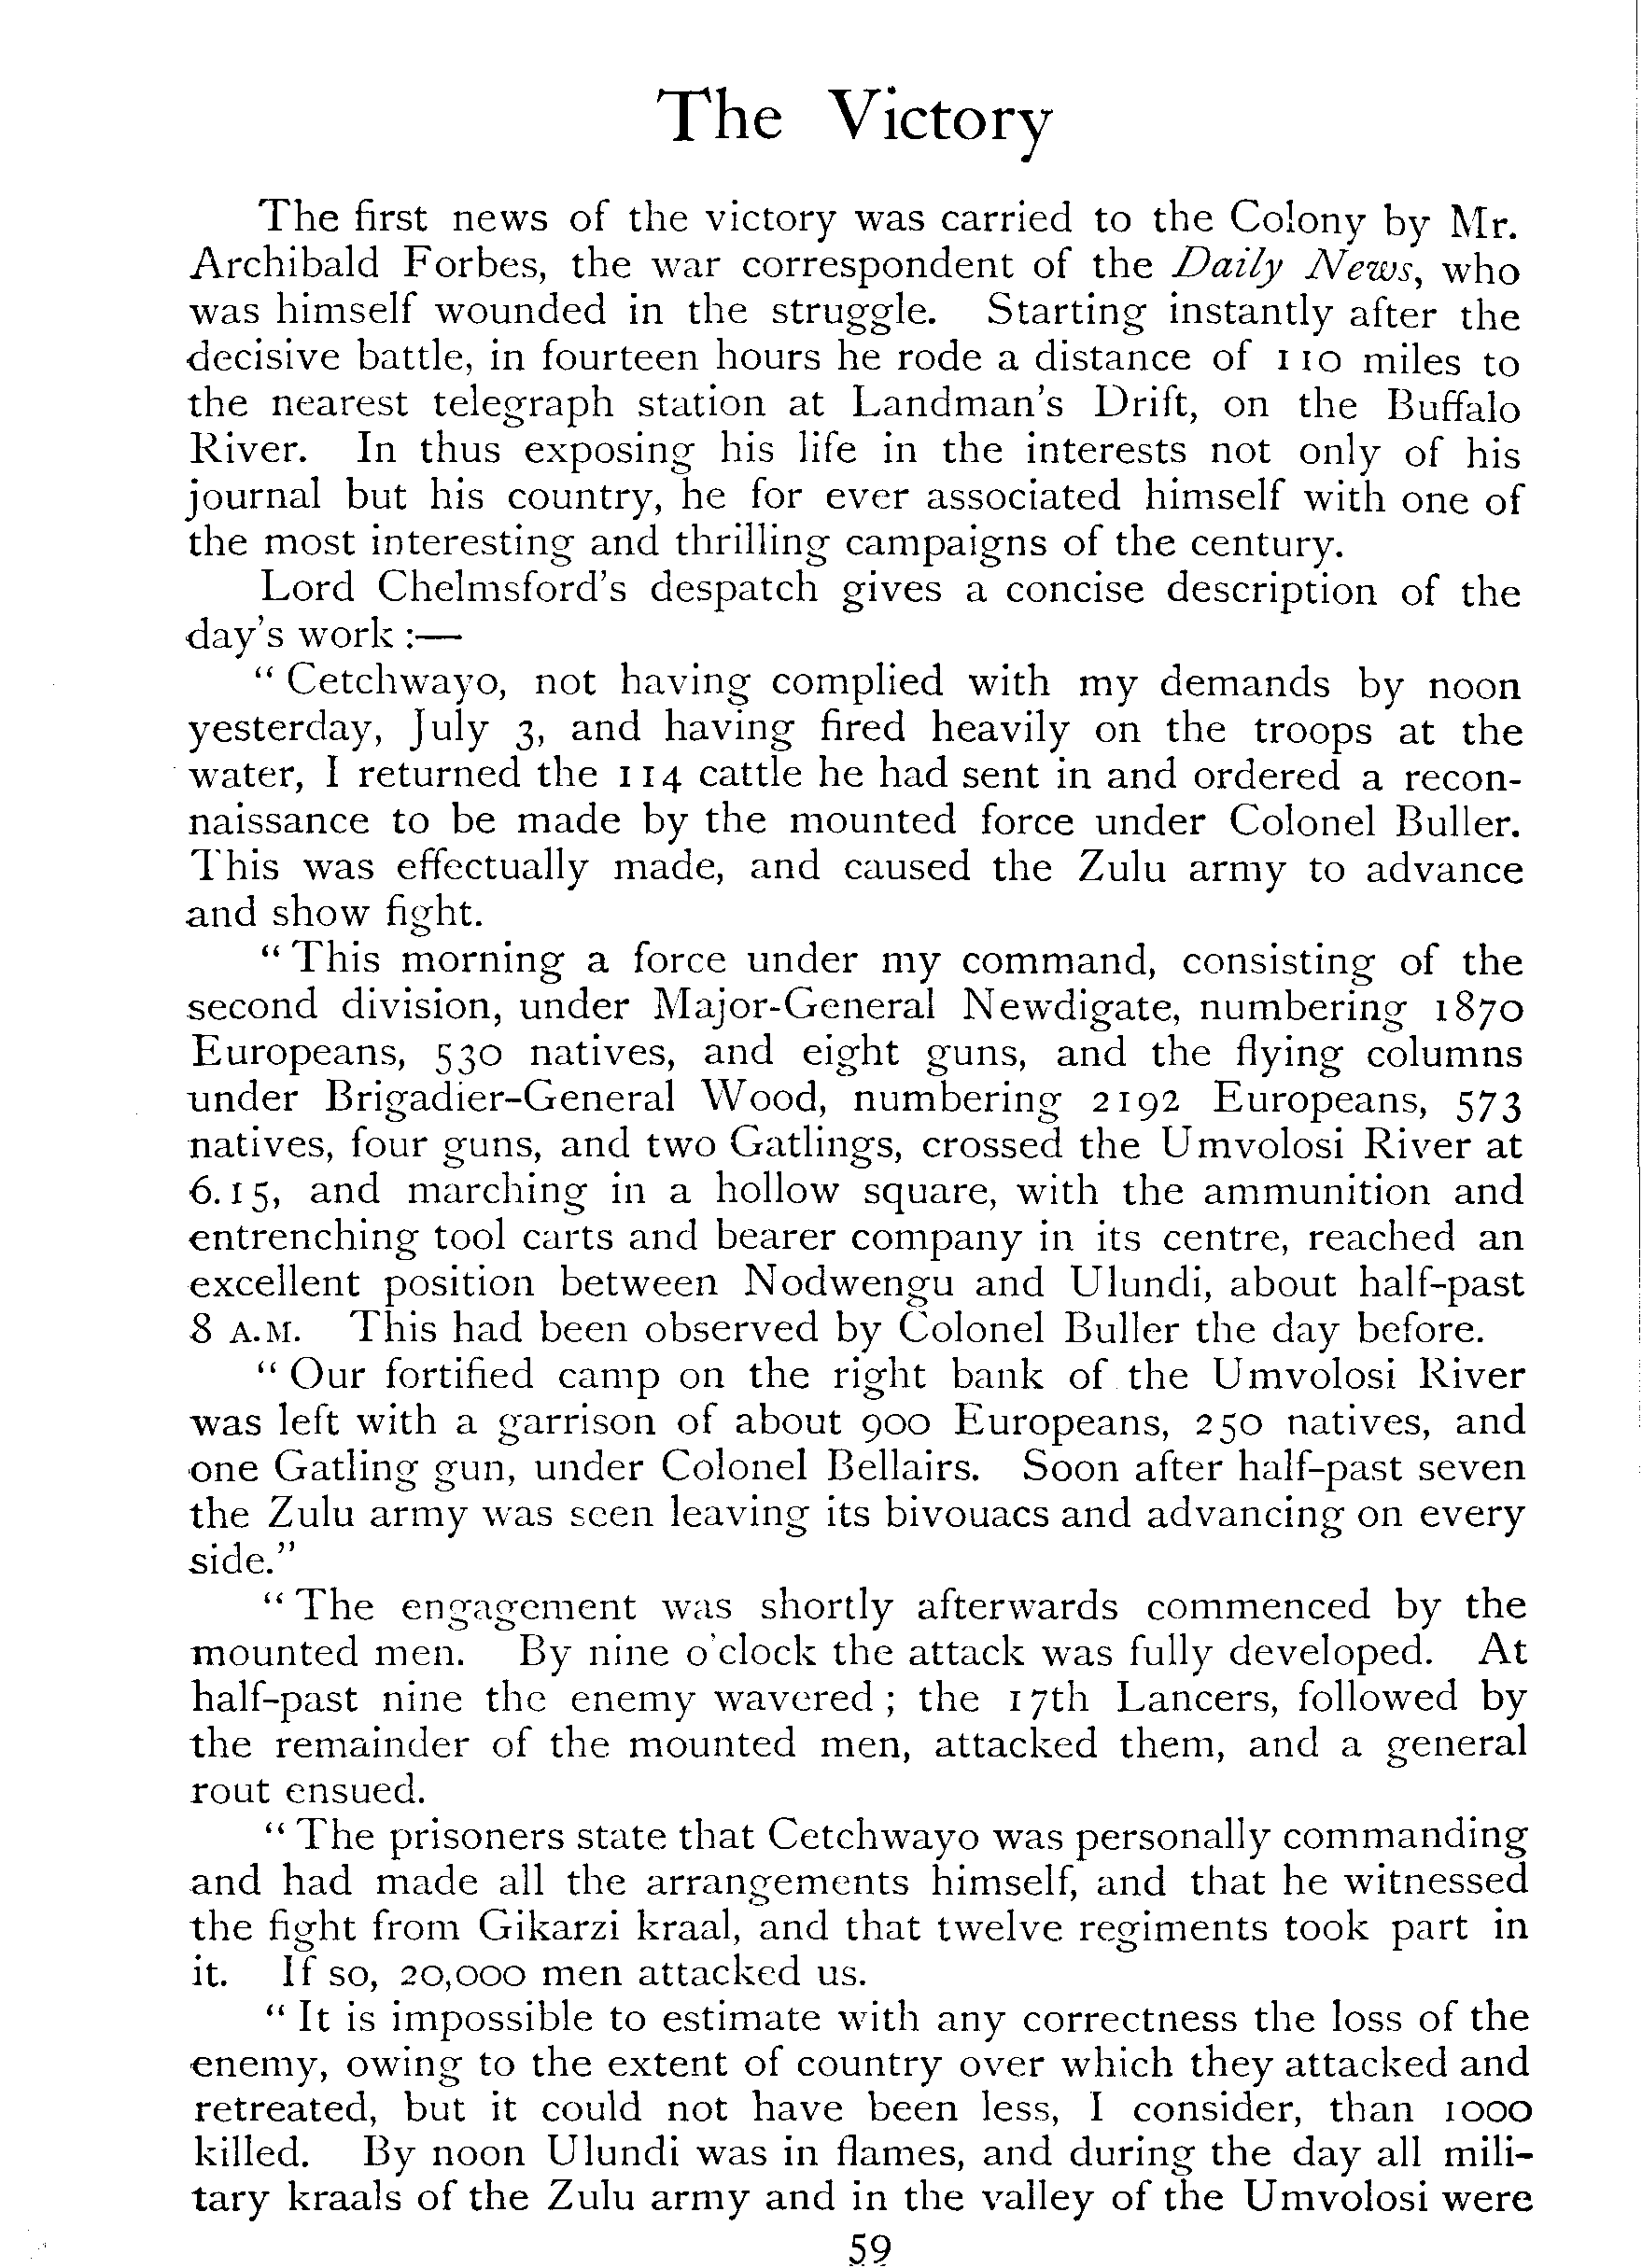 The Victory
The first news of the victory was carried to the Colony by Mr.
Archibald Forbes, the war correspondent of the Daily News, who
was himself wounded in the struggle. Starting instantly after the
decisive battle, in fourteen hours he rode a distance of 110 miles to
the nearest telegraph station at Landman's Drift, on the Buffalo
River. In thus exposing his life in the interests not only of his
journal but his country, he for ever associated himself with one of
the most interesting and thrilling campaigns of the century.
Lord Chelmsford's despatch gives a concise description of the
day's work :—
" Cetchwayo, not having complied with my demands by noon
yesterday, July 3, and having fired heavily on the troops at the
water, I returned the 114 cattle he had sent in and ordered a recon-
naissance to be made by the mounted force under Colonel Buller.
This was effectually made, and caused the Zulu army to advance
and show fight.
" This morning a force under my command, consisting of the
second division, under Major-General Newdigate, numbering 1870
Europeans, 530 natives, and eight guns, and the flying columns
under Brigadier-General Wood, numbering 2192 Europeans, 573
natives, four guns, and two Gatlings, crossed the Umvolosi River at
6.15, and marching in a hollow square, with the ammunition and
entrenching tool carts and bearer company in its centre, reached an
excellent position between Nodwengu and Ulundi, about half-past
8 A.M. This had been observed by Colonel Buller the day before.
" Our fortified camp on the right bank of the Umvolosi River
was left with a garrison of about 900 Europeans, 250 natives, and
one Gatling gun, under Colonel Bellairs. Soon after half-past seven
the Zulu army was seen leaving its bivouacs and advancing on every
side."
" The engagement was shortly afterwards commenced by the
mounted men. By nine o'clock the attack was fully developed. At
half-past nine the enemy wavered ; the 17th Lancers, followed by
the remainder of the mounted men, attacked them, and a general
rout ensued.
" The prisoners state that Cetchwayo was personally commanding
and had made all the arrangements himself, and that he witnessed
the fight from Gikarzi kraal, and that twelve regiments took part in
it. If so, 20,000 men attacked us.
" It is impossible to estimate with any correctness the loss of the
enemy, owing to the extent of country over which they attacked and
retreated, but it could not have been less, I consider, than 1000
killed. By noon Ulundi was in flames, and during the day all mili-
tary kraals of the Zulu army and in the valley of the Umvolosi were
59